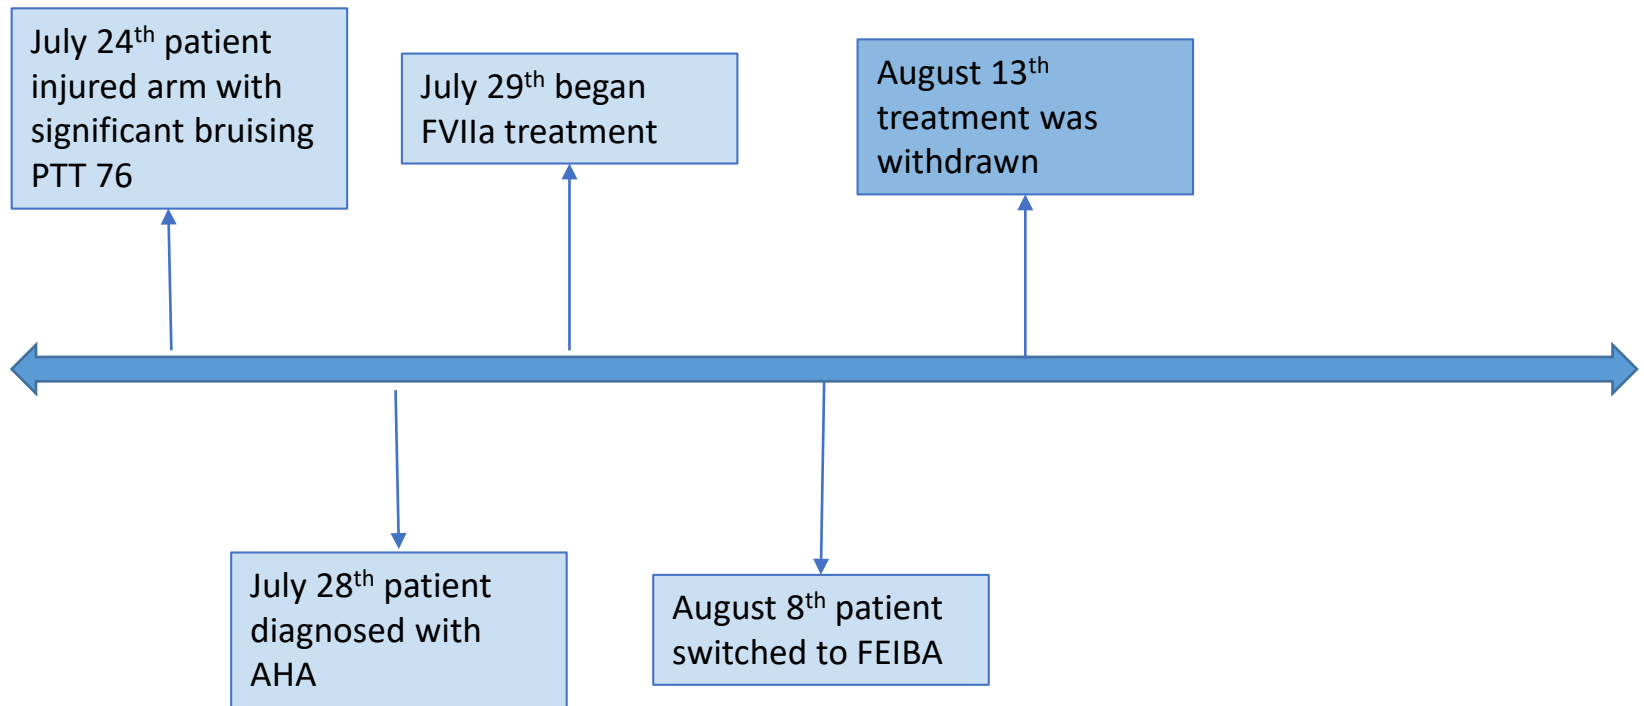 July 24th patient
injured arm with
significant bruising
PTT 76
July 28th patient
diagnosed with
AHA
July 29th began
FVIIa treatment
August 8th patient
switched to FEIBA
August 13th
treatment was
withdrawn